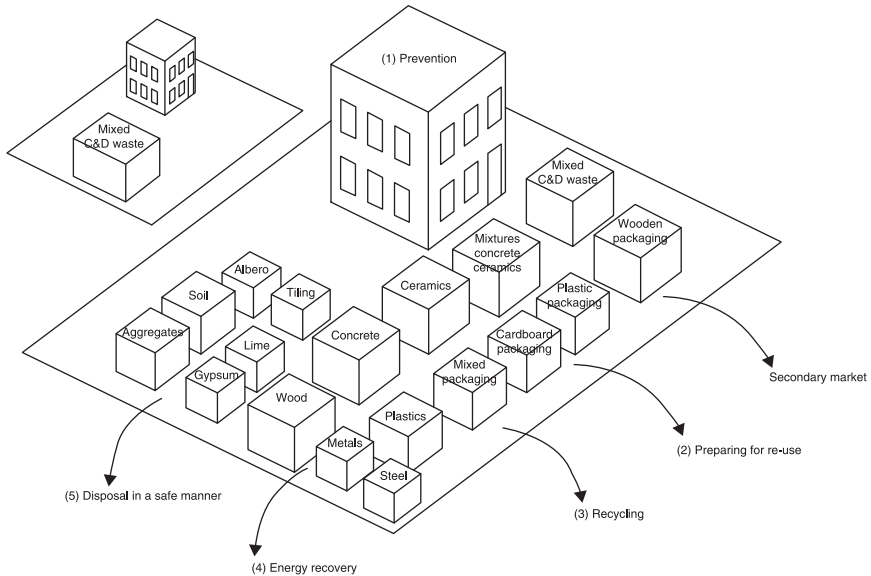 (1) Prevention
Mixed
C&D waste
Mixed
C&D waste
Wooden
packaging
Mixtures
concrete
ceramics
Albero
Ceramics
Plastic
packaging
Soil
Tiling
Aggregates
Lime
Concrete
Cardboard
packaging
Gypsum
Mixed
packaging
Secondary market
Wood
Plastics
Metals
(2) Preparing for re-use
Steel
(5) Disposal in a safe manner
(3) Recycling
(4) Energy recovery